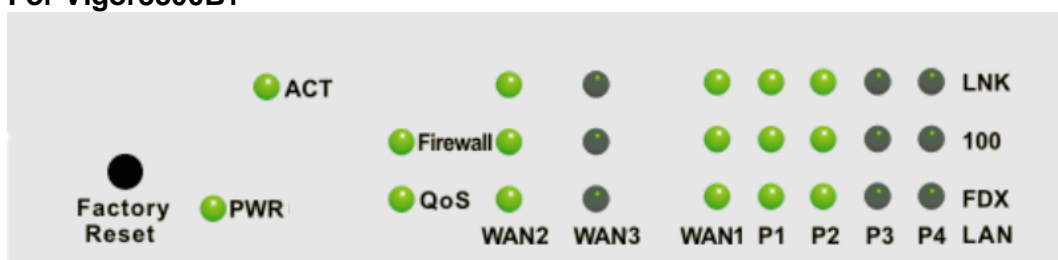 ACT
LNK
Firewall
100
Factory
Reset
PWR
QoS
FDX
WAN2 WAN3 WAN1 P1 P2 P3 P4 LAN